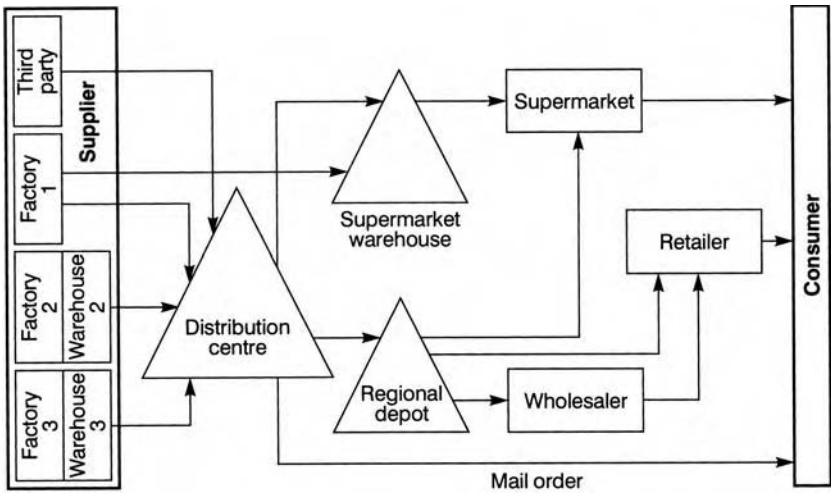 Third
party
Supplier
Factory
1
Factory
2
Warehouse
2
Factory
3
Warehouse
3
Distribution
centre
Supermarket
warehouse
Regional
depot
Supermarket
Retailer
Wholesaler
Mail order
Consumer